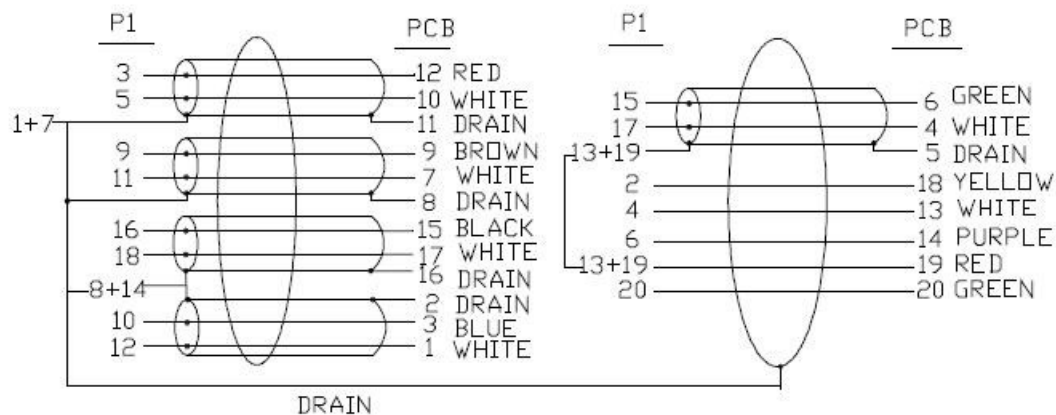 P1 PCB
3 12 RED
5 10 WHITE
1+7 11 DRAIN
9 9 BROWN
11 7 WHITE
8 DRAIN
16 15 BLACK
18 17 WHITE
16 DRAIN
8+14 2 DRAIN
10 3 BLUE
12 1 WHITE
DRAIN
P1 PCB
15 6 GREEN
17 4 WHITE
13+19 5 DRAIN
2 18 YELLOW
4 13 WHITE
6 14 PURPLE
13+19 19 RED
20 20 GREEN